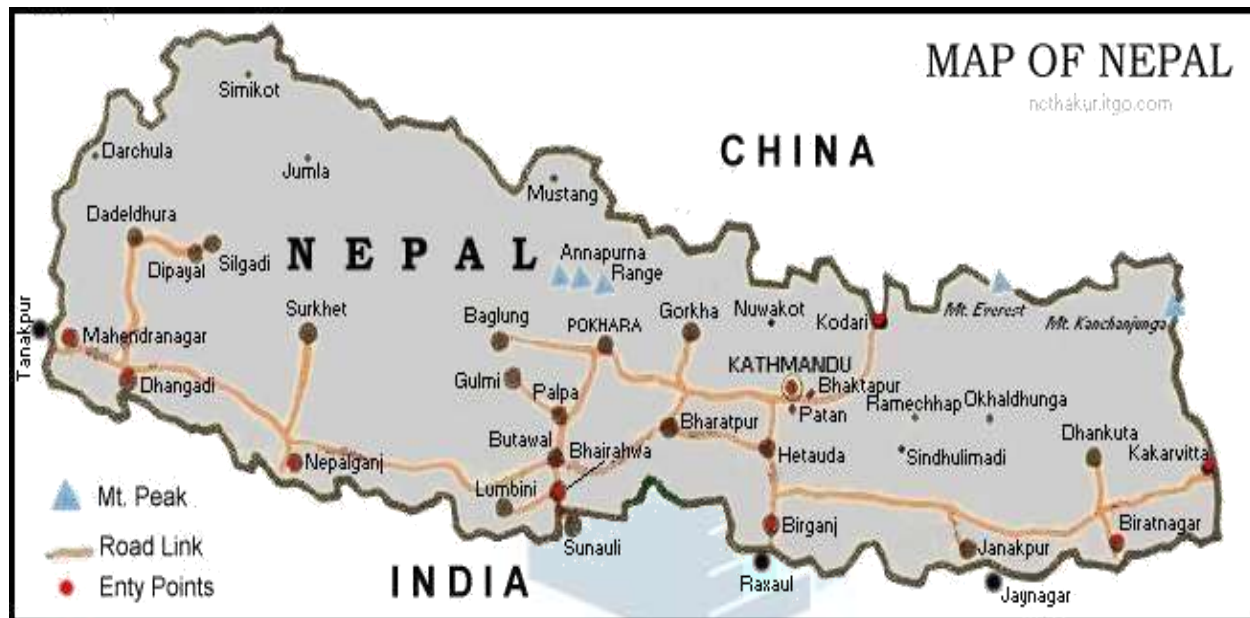 MAP OF NEPAL
ncthakur.itgo.com
Simikot
CHINA
Darchula
Jumla
Mustang
Dadeldhura
NEPAL
Annapurna
Range
Silgadi
Dipayal
Surkhet
Baglung
POKHARA
Gorkha
Nuwakot
Kodari
Mt. Everest
Mt. Kanchanjunga
Tanakpur
Mahendranagar
Dhangadi
Gulmi
Palpa
KATHMANDU
Bhaktapur
Patan
Ramechhap
Okhaldhunga
Bharatpur
Butawal
Bhairahwa
Hetauda
Sindhulimadi
Dhankuta
Kakarvitta
Nepalganj
Lumbini
Mt. Peak
Birganj
Biratnagar
Road Link
Sunauli
Janakpur
Enty Points
INDIA
Raxaul
Jaynagar